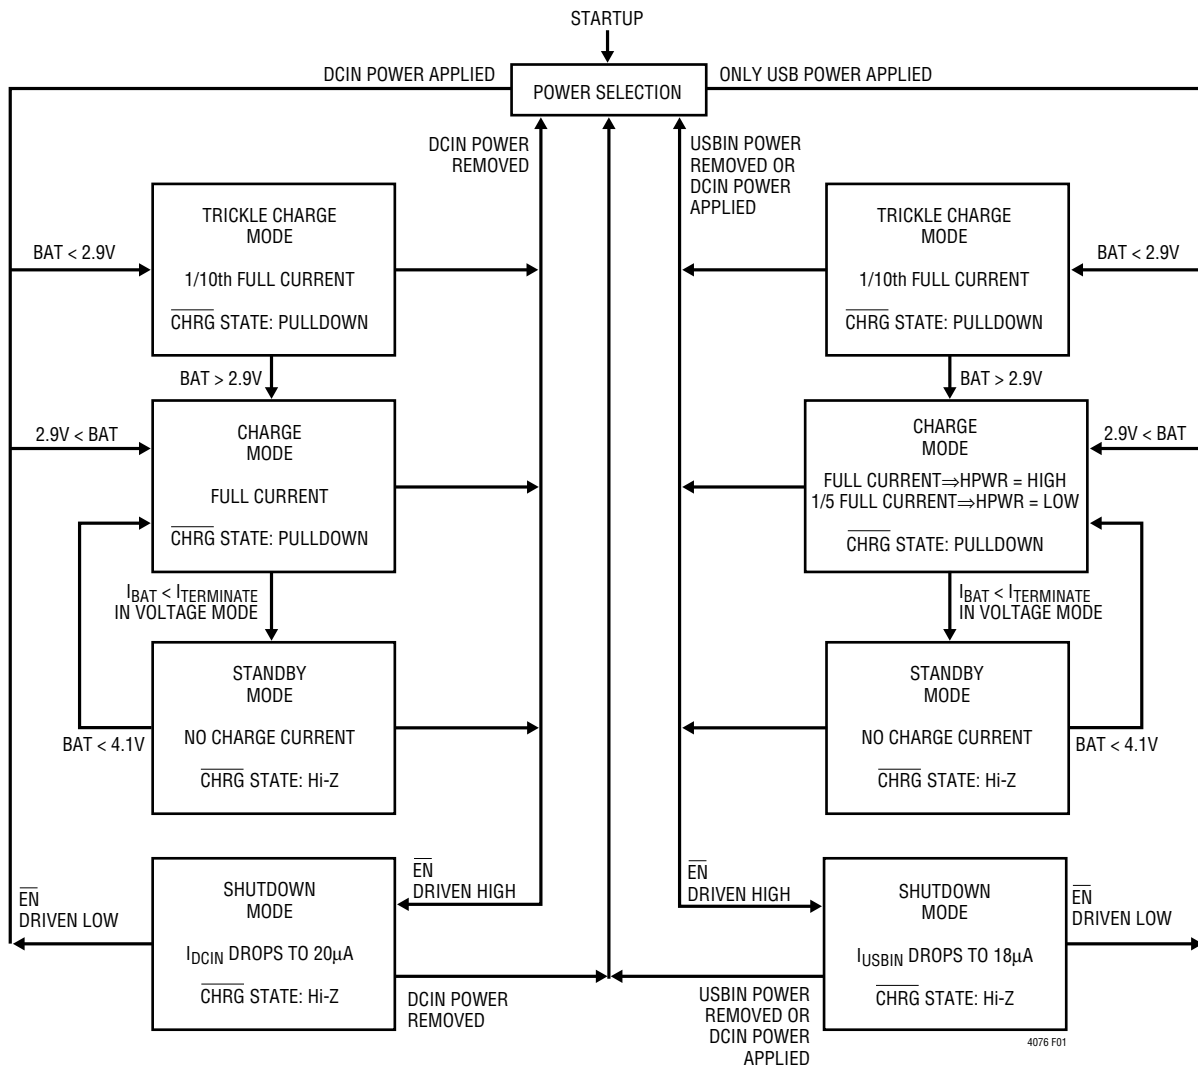 STARTUP
DCIN POWER APPLIED
POWER SELECTION
ONLY USB POWER APPLIED
DCIN POWER
REMOVED
USBIN POWER
REMOVED OR
DCIN POWER
APPLIED
BAT < 2.9V
TRICKLE CHARGE
MODE
1/10th FULL CURRENT
CHRG STATE: PULLDOWN
BAT > 2.9V
2.9V < BAT
CHARGE
MODE
FULL CURRENT
CHRG STATE: PULLDOWN
IBAT < ITERMINATE
IN VOLTAGE MODE
STANDBY
MODE
NO CHARGE CURRENT
CHRG STATE: Hi-Z
BAT < 4.1V
EN
DRIVEN LOW
SHUTDOWN
MODE
IDCIN DROPS TO 20µA
CHRG STATE: Hi-Z
EN
DRIVEN HIGH
DCIN POWER
REMOVED
TRICKLE CHARGE
MODE
1/10th FULL CURRENT
CHRG STATE: PULLDOWN
BAT < 2.9V
BAT > 2.9V
CHARGE
MODE
FULL CURRENT⇒HPWR = HIGH
1/5 FULL CURRENT⇒HPWR = LOW
CHRG STATE: PULLDOWN
2.9V < BAT
IBAT < ITERMINATE
IN VOLTAGE MODE
STANDBY
MODE
NO CHARGE CURRENT
CHRG STATE: Hi-Z
BAT < 4.1V
EN
DRIVEN HIGH
SHUTDOWN
MODE
IUSBIN DROPS TO 18µA
CHRG STATE: Hi-Z
EN
DRIVEN LOW
USBIN POWER
REMOVED OR
DCIN POWER
APPLIED
4076 F01